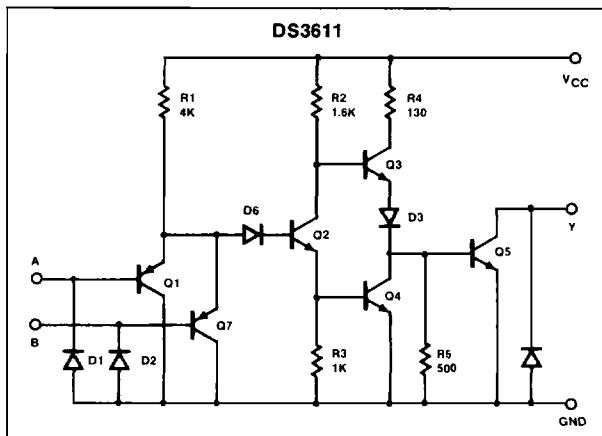 DS3611
VCC
R1
4K
R2
1.6K
R4
130
Q3
D6
Q2
D3
Y
A
Q1
Q5
Q4
B
Q7
D1
D2
R3
1K
R5
500
GND